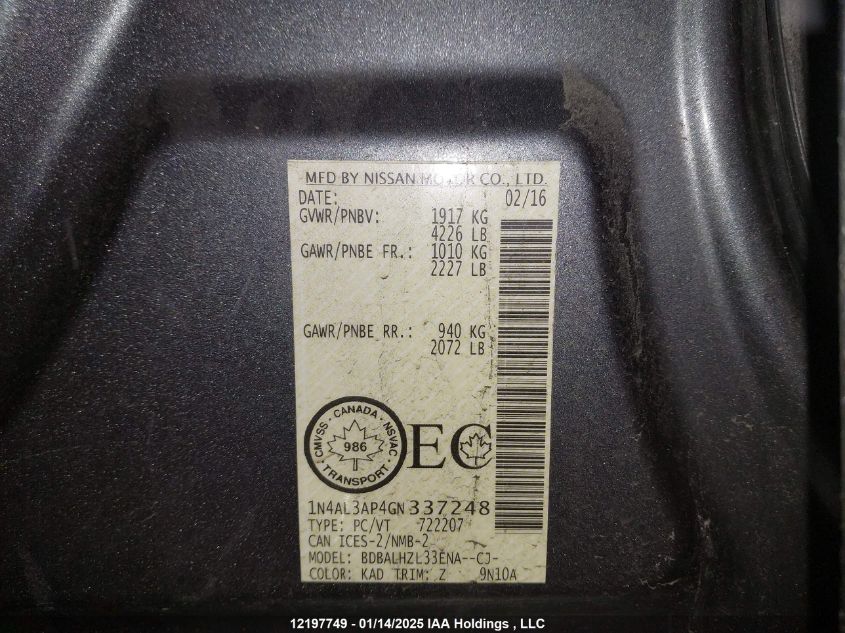 MFD BY NISSAN MOTOR CO., LTD.
DATE: 02/16
GVWR/PNBV: 1917 KG
4226 LB
GAWR/PNBE FR.: 1010 KG
2227 LB
GAWR/PNBE RR.: 940 KG
2072 LB
CMVSS · CANADA · NSVAC
986
TRANSPORT
EC
1N4AL3AP4GN337248
TYPE: PC/VT 722207
CAN ICES-2/NMB-2
MODEL: BDBALHZL33ENA--CJ-
COLOR: KAD TRIM: Z 9N10A
12197749 - 01/14/2025 IAA Holdings , LLC